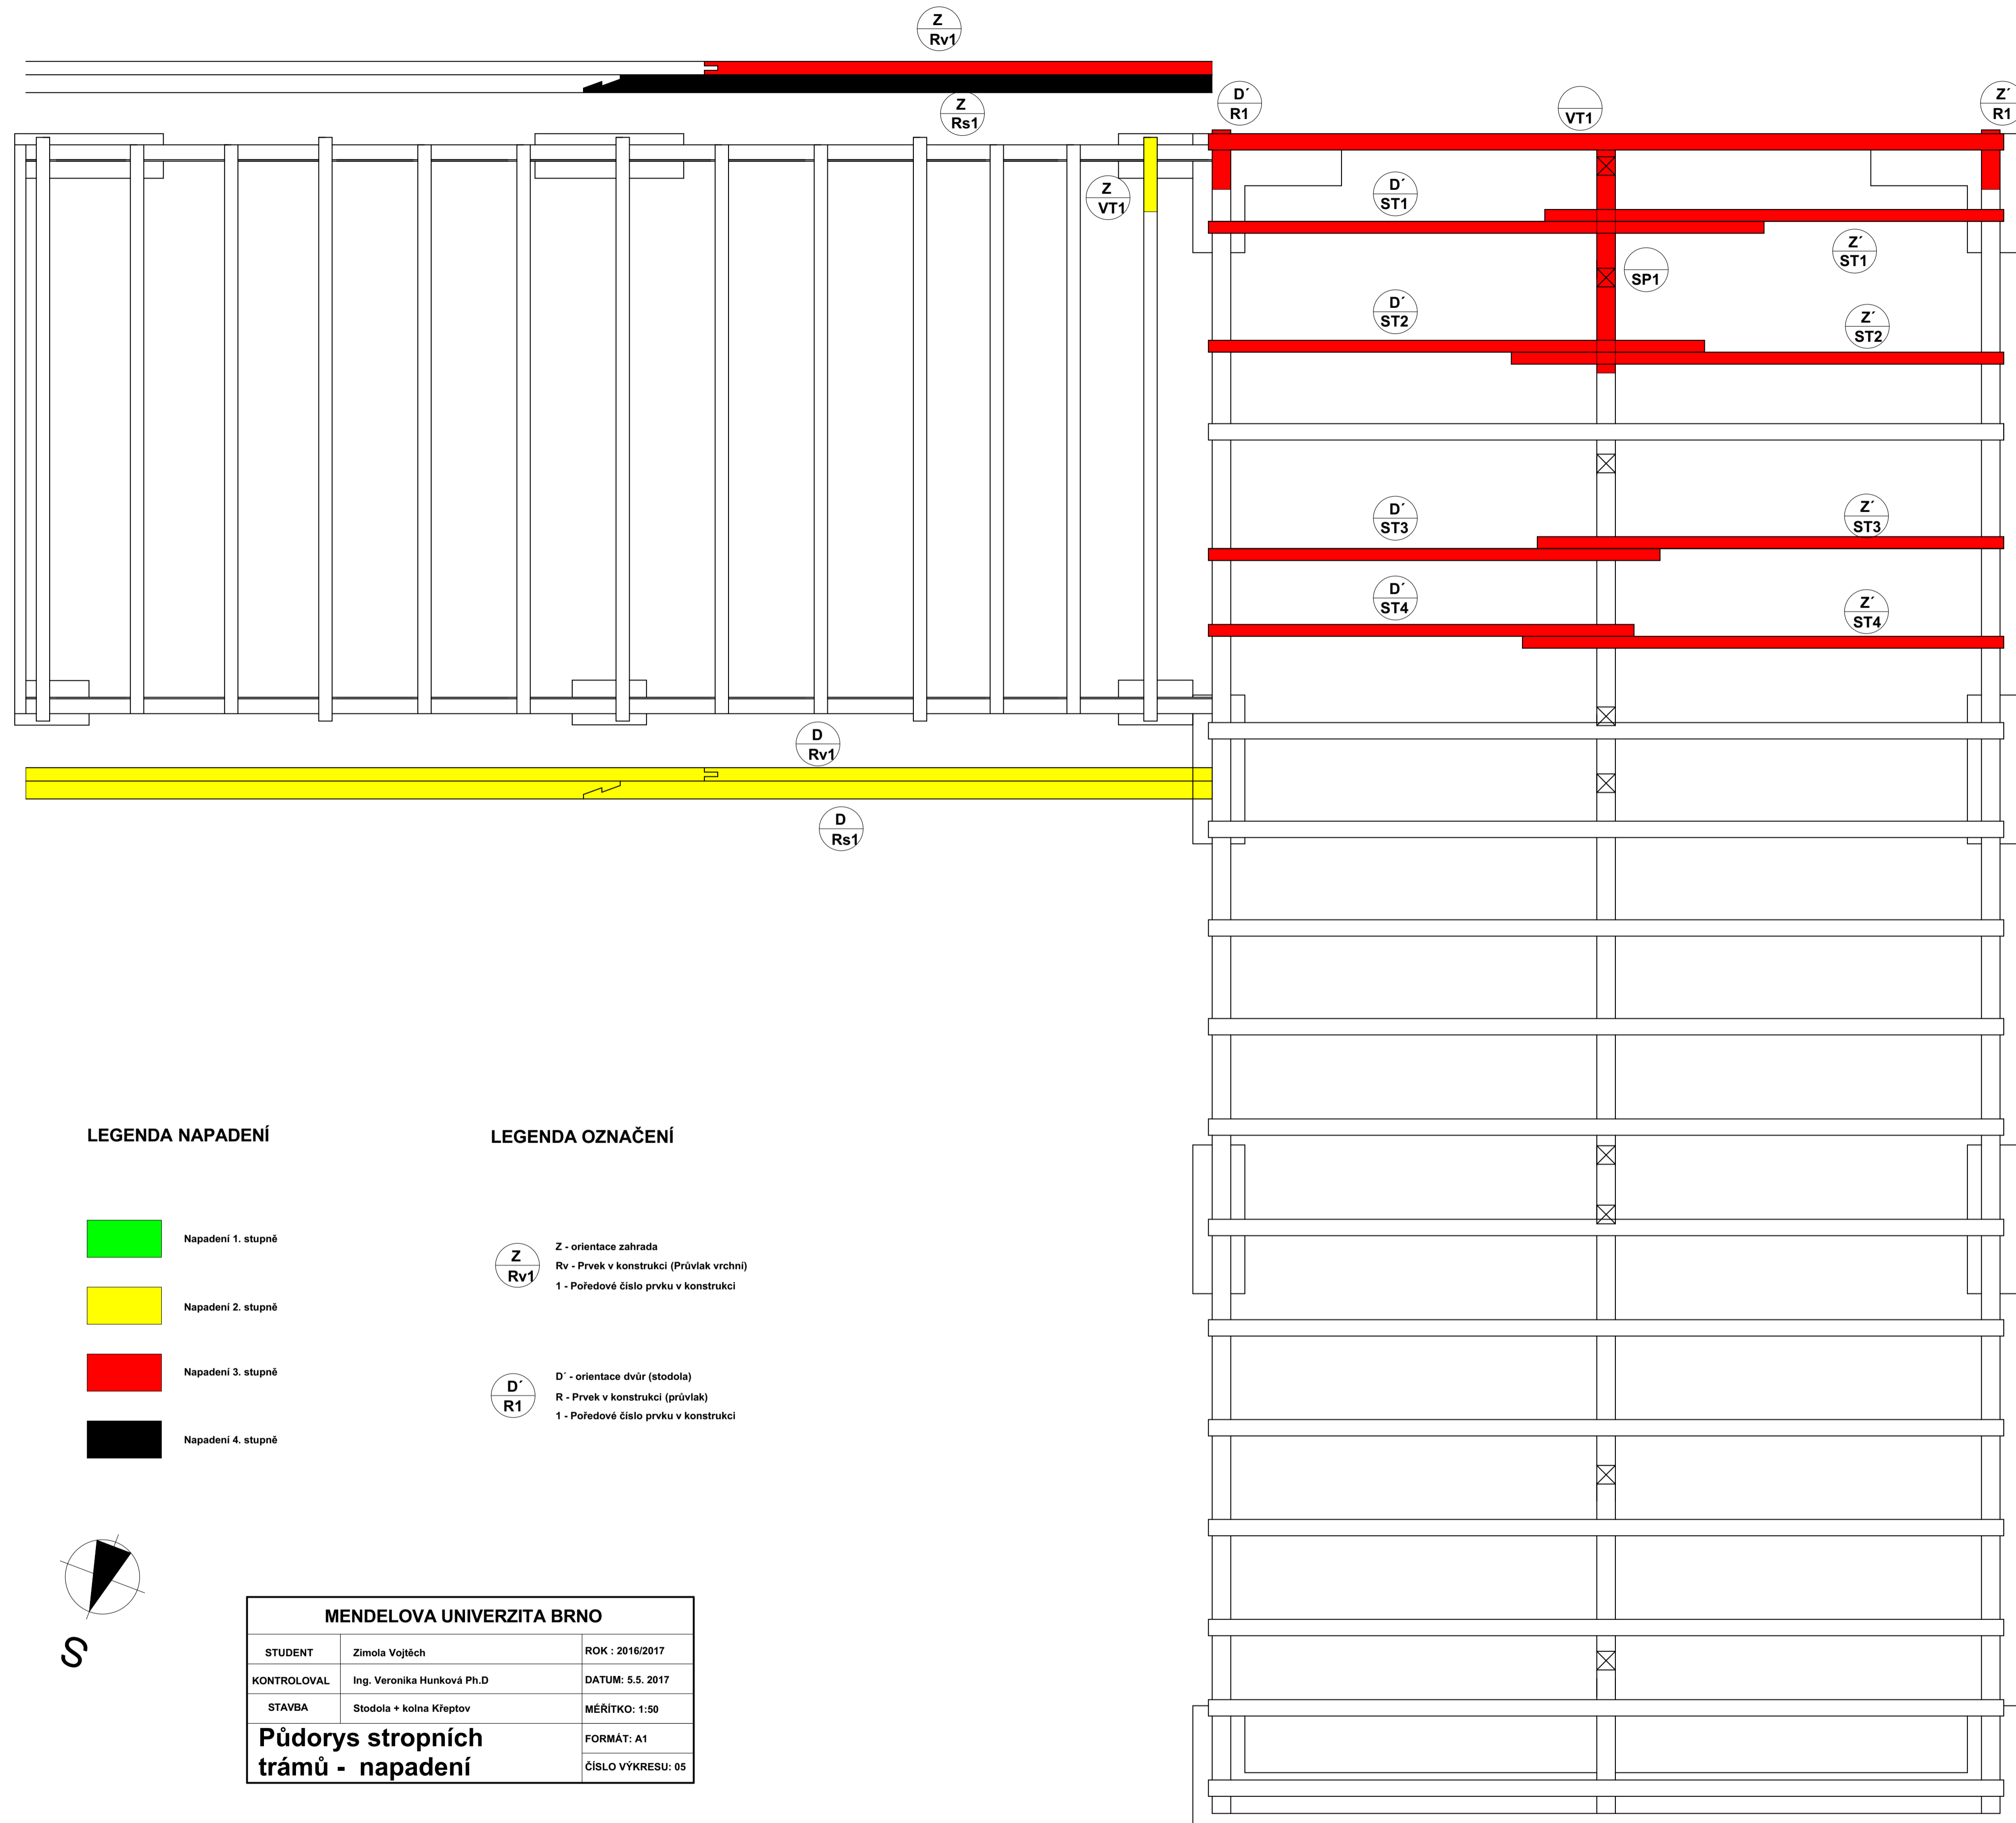 Z
Rv1
Z
Rs1
D´
R1
VT1
Z´
R1
Z
VT1
D´
ST1
Z´
ST1
SP1
D´
ST2
Z´
ST2
D´
ST3
Z´
ST3
D´
ST4
Z´
ST4
D
Rv1
D
Rs1
LEGENDA NAPADENÍ
Napadení 1. stupně
Napadení 2. stupně
Napadení 3. stupně
Napadení 4. stupně
LEGENDA OZNAČENÍ
Z
Rv1
Z - orientace zahrada
Rv - Prvek v konstrukci (Průvlak vrchní)
1 - Poředové číslo prvku v konstrukci
D´
R1
D´ - orientace dvůr (stodola)
R - Prvek v konstrukci (průvlak)
1 - Poředové číslo prvku v konstrukci
S
MENDELOVA UNIVERZITA BRNO
STUDENT Zimola Vojtěch ROK : 2016/2017
KONTROLOVAL Ing. Veronika Hunková Ph.D DATUM: 5.5. 2017
STAVBA Stodola + kolna Křeptov MĚŘÍTKO: 1:50
Půdorys stropních
trámů - napadení
FORMÁT: A1
ČÍSLO VÝKRESU: 05